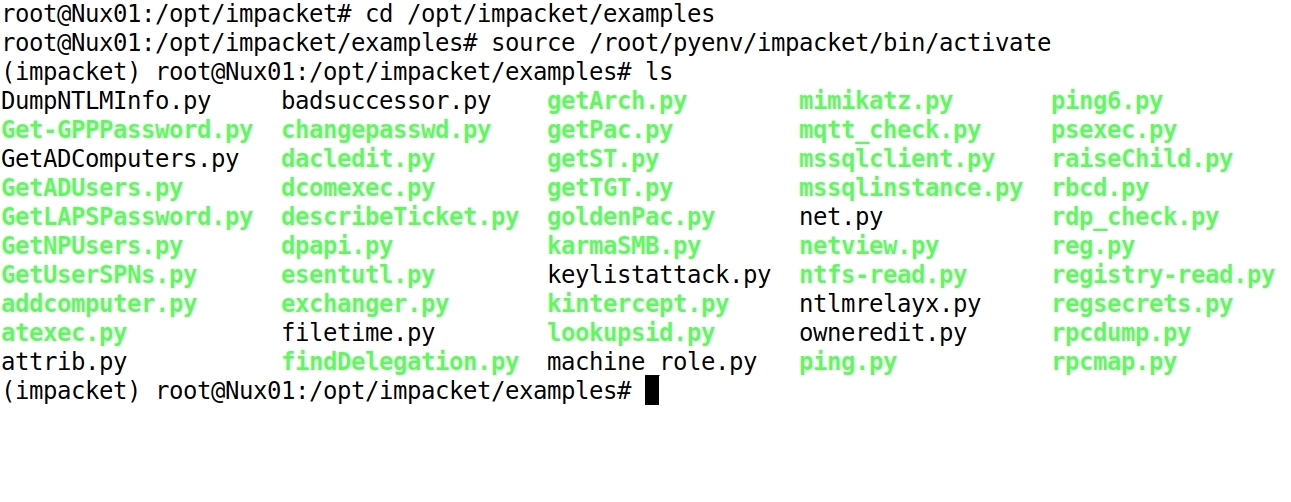 root@Nux01:/opt/impacket# cd /opt/impacket/examples
root@Nux01:/opt/impacket/examples# source /root/pyenv/impacket/bin/activate
(impacket) root@Nux01:/opt/impacket/examples# ls
DumpNTLMInfo.py badsuccessor.py getArch.py mimikatz.py ping6.py
Get-GPPPassword.py changepasswd.py getPac.py mqtt_check.py psexec.py
GetADComputers.py dacledit.py getST.py mssqlclient.py raiseChild.py
GetADUsers.py dcomexec.py getTGT.py mssqlinstance.py rbcd.py
GetLAPSPassword.py describeTicket.py goldenPac.py net.py rdp_check.py
GetNPUsers.py dpapi.py karmaSMB.py netview.py reg.py
GetUserSPNs.py esentutl.py keylistattack.py ntfs-read.py registry-read.py
addcomputer.py exchanger.py kintercept.py ntlmrelayx.py regsecrets.py
atexec.py filetime.py lookupsid.py owneredit.py rpcdump.py
attrib.py findDelegation.py machine_role.py ping.py rpcmap.py
(impacket) root@Nux01:/opt/impacket/examples#